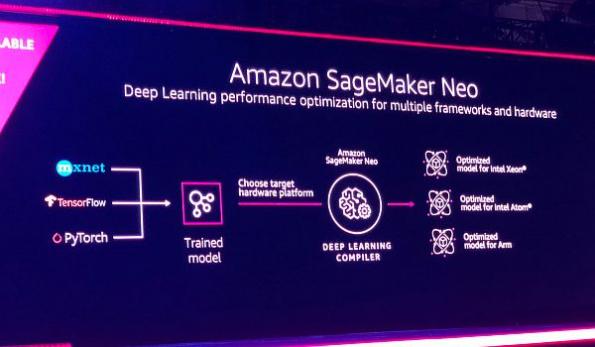 LABLE
Amazon SageMaker Neo
Deep Learning performance optimization for multiple frameworks and hardware
mxnet
TensorFlow
PyTorch
Trained
model
Choose target
hardware platform
Amazon
SageMaker Neo
DEEP LEARNING
COMPILER
Optimized
model for Intel Xeon®
Optimized
model for Intel Atom®
Optimized
model for Arm